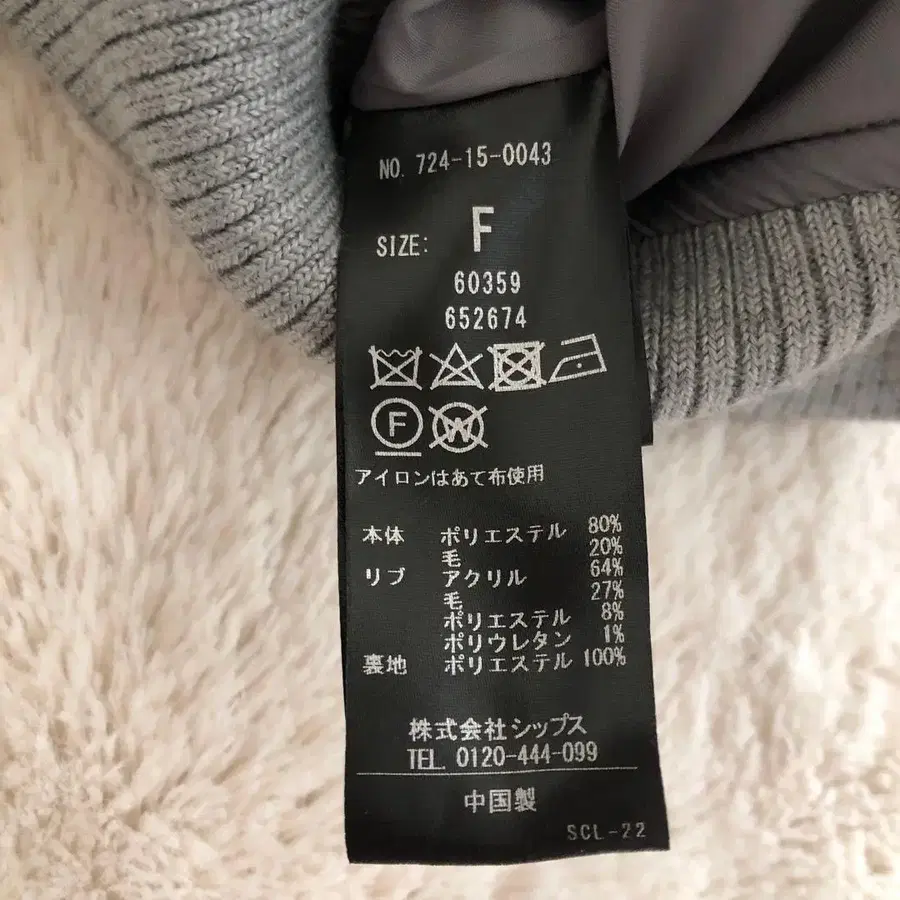 NO. 724-15-0043
SIZE: F
60359
652674
F W
アイロンはあて布使用
本体 ポリエステル 80%
毛 20%
リブ アクリル 64%
毛 27%
ポリエステル 8%
ポリウレタン 1%
裏地 ポリエステル 100%
株式会社シップス
TEL. 0120-444-099
中国製
SCL-22